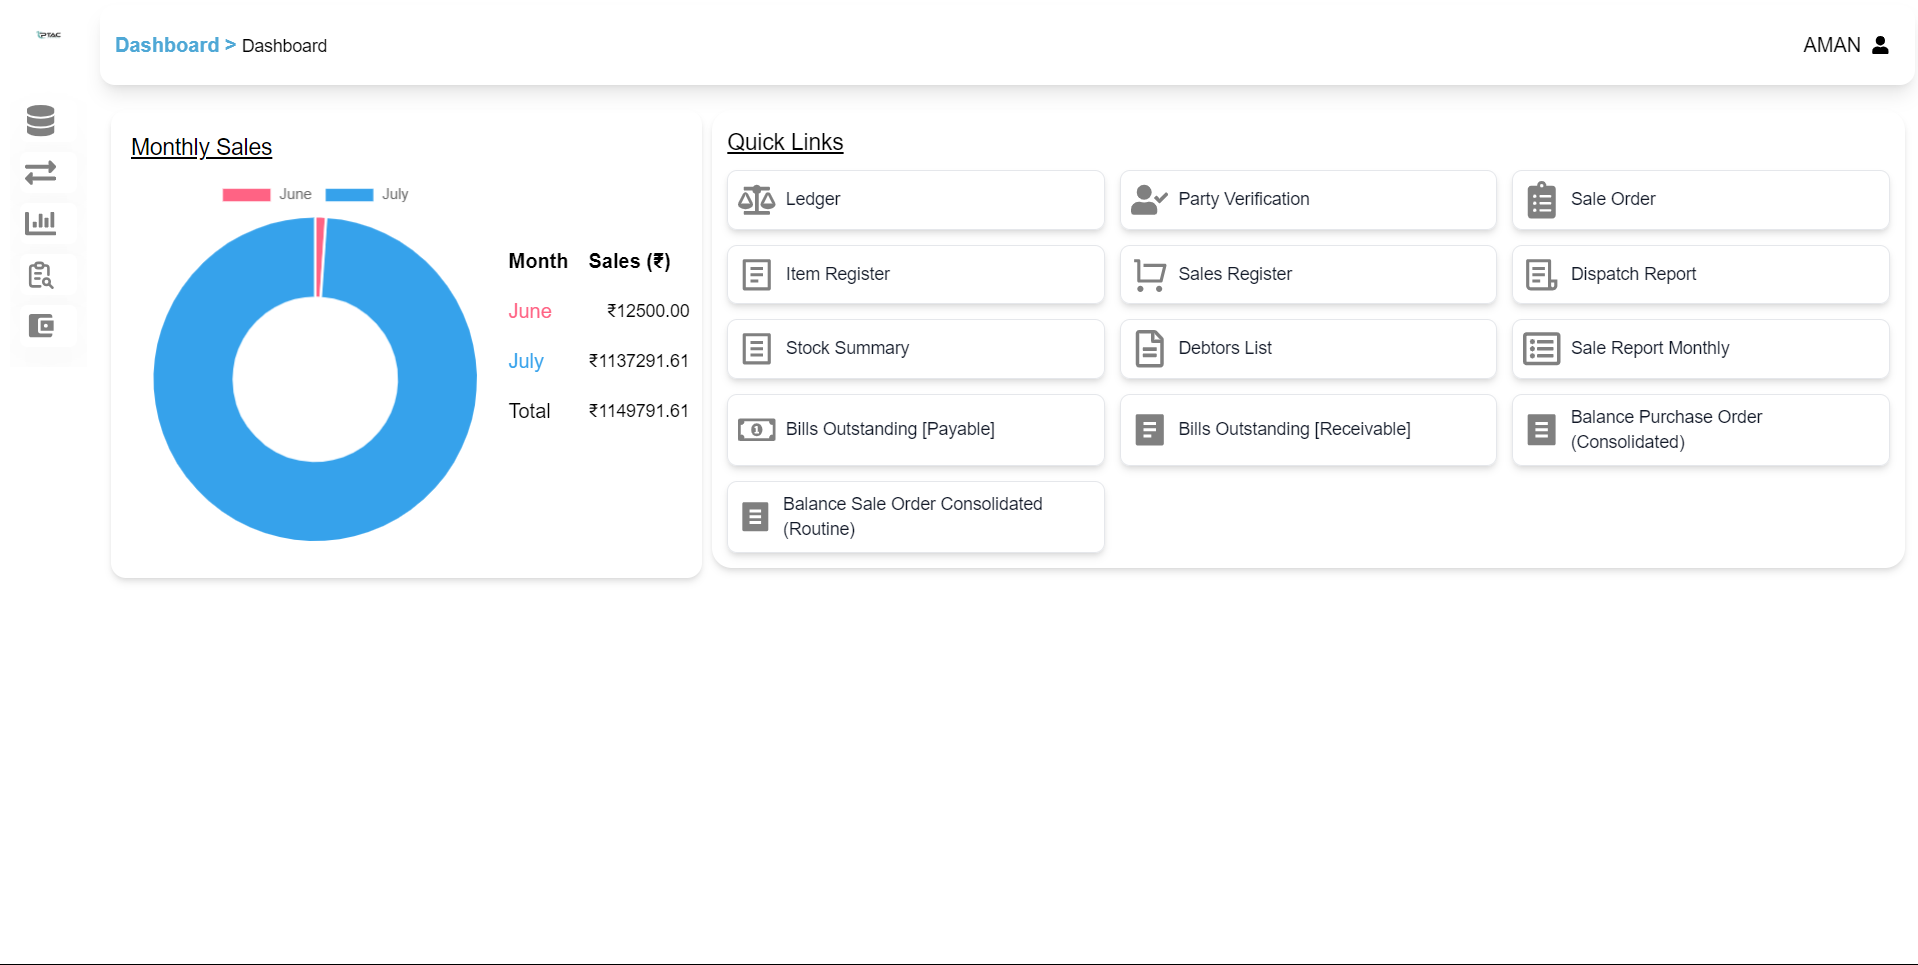 PTAC
Dashboard > Dashboard
AMAN
Monthly Sales
June July
Month Sales (₹)
June ₹12500.00
July ₹1137291.61
Total ₹1149791.61
Quick Links
Ledger
Party Verification
Sale Order
Item Register
Sales Register
Dispatch Report
Stock Summary
Debtors List
Sale Report Monthly
Bills Outstanding [Payable]
Bills Outstanding [Receivable]
Balance Purchase Order
(Consolidated)
Balance Sale Order Consolidated
(Routine)